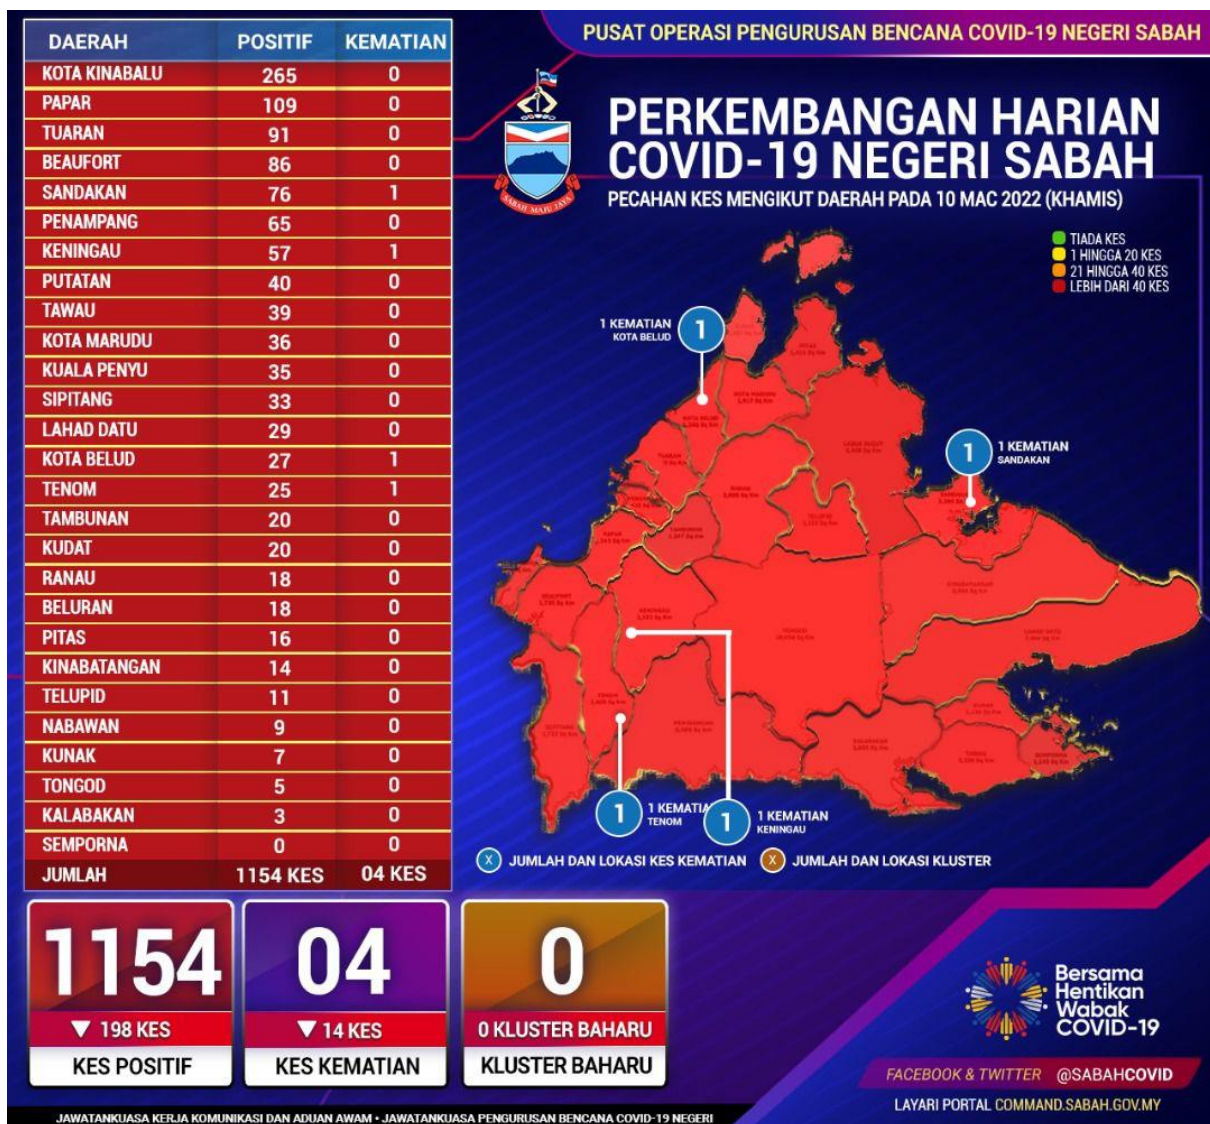 DAERAH POSITIF KEMATIAN
KOTA KINABALU 265 0
PAPAR 109 0
TUARAN 91 0
BEAUFORT 86 0
SANDAKAN 76 1
PENAMPANG 65 0
KENINGAU 57 1
PUTATAN 40 0
TAWAU 39 0
KOTA MARUDU 36 0
KUALA PENYU 35 0
SIPITANG 33 0
LAHAD DATU 29 0
KOTA BELUD 27 1
TENOM 25 1
TAMBUNAN 20 0
KUDAT 20 0
RANAU 18 0
BELURAN 18 0
PITAS 16 0
KINABATANGAN 14 0
TELUPID 11 0
NABAWAN 9 0
KUNAK 7 0
TONGOD 5 0
KALABAKAN 3 0
SEMPORNA 0 0
JUMLAH 1154 KES 04 KES
PUSAT OPERASI PENGURUSAN BENCANA COVID-19 NEGERI SABAH
SABAH MAJU JAYA
PERKEMBANGAN HARIAN
COVID-19 NEGERI SABAH
PECAHAN KES MENGIKUT DAERAH PADA 10 MAC 2022 (KHAMIS)
TIADA KES
1 HINGGA 20 KES
21 HINGGA 40 KES
LEBIH DARI 40 KES
1 KEMATIAN
KOTA BELUD
1
1
1 KEMATIAN
SANDAKAN
1
1 KEMATIA
TENOM
1
1 KEMATIAN
KENINGAU
X JUMLAH DAN LOKASI KES KEMATIAN
X JUMLAH DAN LOKASI KLUSTER
1154
▼ 198 KES
KES POSITIF
04
▼ 14 KES
KES KEMATIAN
0
0 KLUSTER BAHARU
KLUSTER BAHARU
Bersama
Hentikan
Wabak
COVID-19
FACEBOOK & TWITTER @SABAHCOVID
LAYARI PORTAL COMMAND.SABAH.GOV.MY
JAWATANKUASA KERJA KOMUNIKASI DAN ADUAN AWAM • JAWATANKUASA PENGURUSAN BENCANA COVID-19 NEGERI